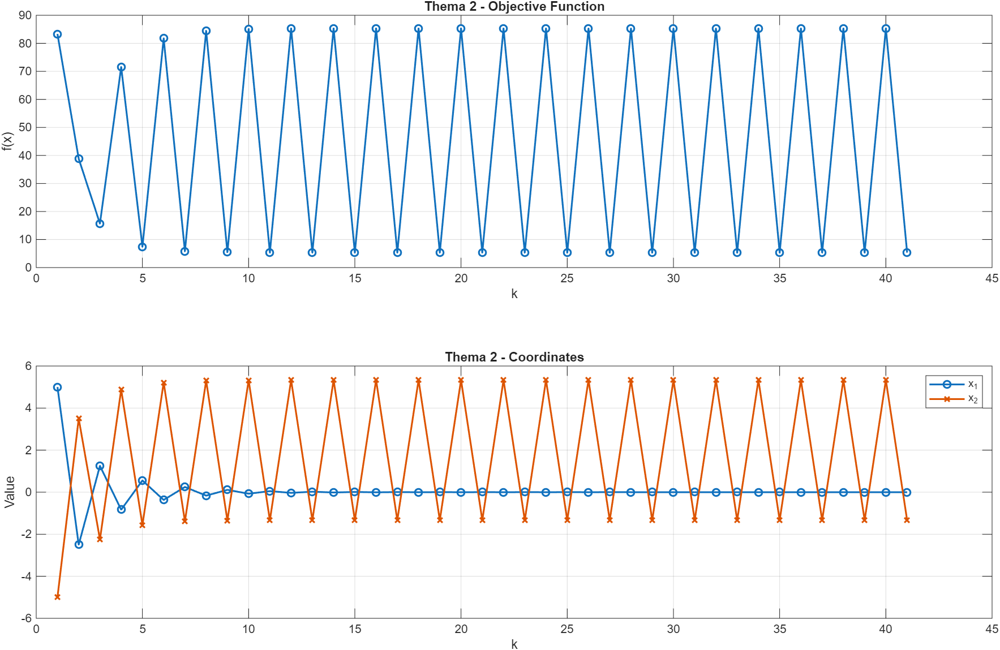 Thema 2 - Objective Function
90
80
70
60
50
40
30
20
10
0
f(x)
0 5 10 15 20 25 30 35 40 45
k
Thema 2 - Coordinates
6
4
2
0
-2
-4
-6
Value
x1
x2
0 5 10 15 20 25 30 35 40 45
k